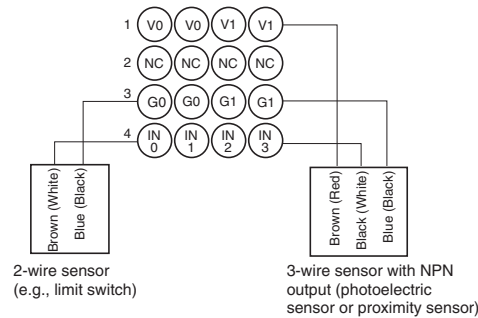 1 V0 V0 V1 V1
2 NC NC NC NC
3 G0 G0 G1 G1
4 IN 0 IN 1 IN 2 IN 3
Brown (White)
Blue (Black)
Brown (Red)
Black (White)
Blue (Black)
2-wire sensor
(e.g., limit switch)
3-wire sensor with NPN
output (photoelectric
sensor or proximity sensor)